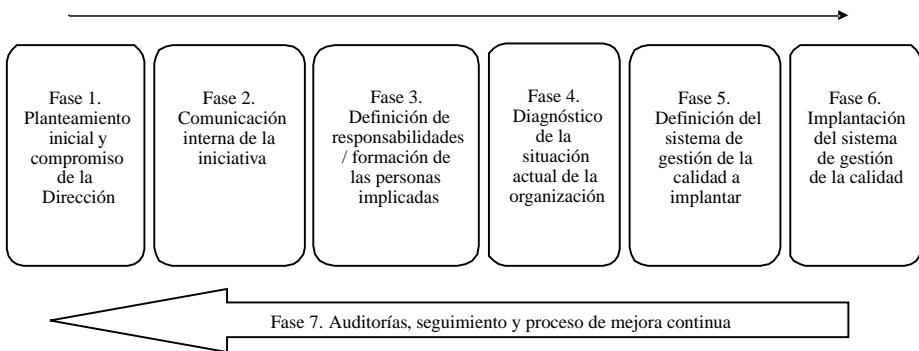 Fase 1.
Planteamiento
inicial y
compromiso
de la
Dirección
Fase 2.
Comunicación
interna de la
iniciativa
Fase 3.
Definición de
responsabilidades
/ formación de
las personas
implicadas
Fase 4.
Diagnóstico
de la
situación
actual de la
organización
Fase 5.
Definición del
sistema de
gestión de la
calidad a
implantar
Fase 6.
Implantación
del sistema
de gestión
de la calidad
Fase 7. Auditorías, seguimiento y proceso de mejora continua